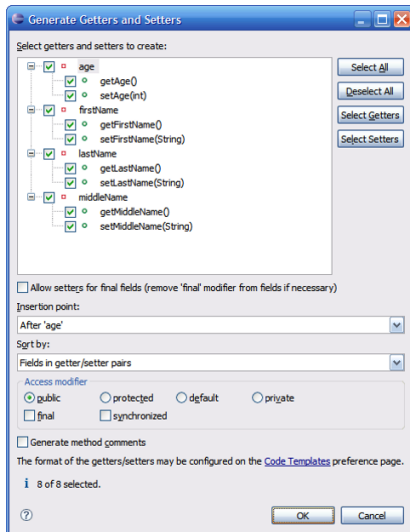 Generate Getters and Setters
Select getters and setters to create:
age
getAge()
setAge(int)
firstName
getFirstName()
setFirstName(String)
lastName
getLastName()
setLastName(String)
middleName
getMiddleName()
setMiddleName(String)
Select All
Deselect All
Select Getters
Select Setters
Allow setters for final fields (remove 'final' modifier from fields if necessary)
Insertion point:
After 'age'
Sort by:
Fields in getter/setter pairs
Access modifier
public protected default private
final synchronized
Generate method comments
The format of the getters/setters may be configured on the Code Templates preference page.
i 8 of 8 selected.
? OK Cancel